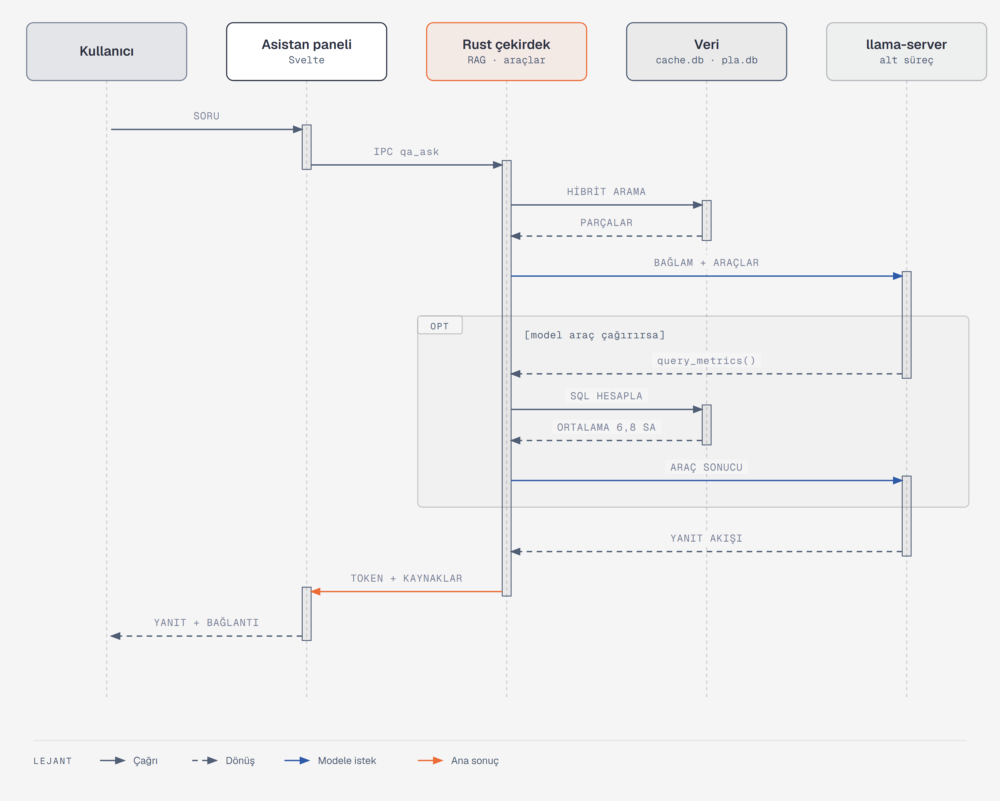 Kullanıcı
Asistan paneli
Svelte
Rust çekirdek
RAG · araçlar
Veri
cache.db · pla.db
llama-server
alt süreç
SORU
IPC qa_ask
HİBRİT ARAMA
PARÇALAR
BAĞLAM + ARAÇLAR
OPT
[model araç çağırırsa]
query_metrics()
SQL HESAPLA
ORTALAMA 6,8 SA
ARAÇ SONUCU
YANIT AKIŞI
TOKEN + KAYNAKLAR
YANIT + BAĞLANTI
LEJANT
Çağrı
Dönüş
Modele istek
Ana sonuç